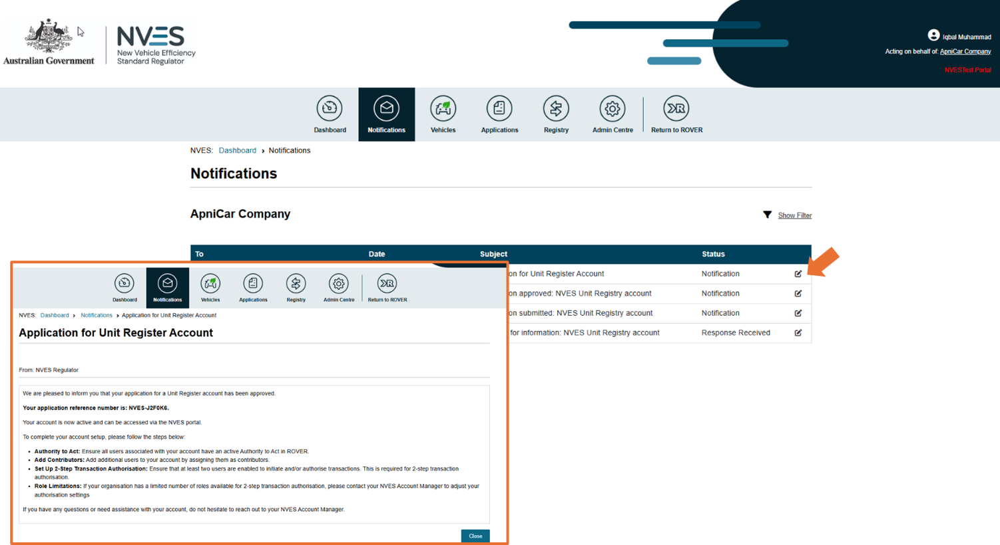 Australian Government
NVES
New Vehicle Efficiency
Standard Regulator
Iqbal Muhammad
Acting on behalf of: ApniCar Company
NVESTest Portal
Dashboard
Notifications
Vehicles
Applications
Registry
Admin Centre
Return to ROVER
NVES: Dashboard › Notifications
Notifications
ApniCar Company
Show Filter
To Date Subject Status
for Unit Register Account Notification
approved: NVES Unit Registry account Notification
submitted: NVES Unit Registry account Notification
for information: NVES Unit Registry account Response Received
Dashboard
Notifications
Vehicles
Applications
Registry
Admin Centre
Return to ROVER
NVES: Dashboard › Notifications › Application for Unit Register Account
Application for Unit Register Account
From: NVES Regulator
We are pleased to inform you that your application for a Unit Register account has been approved.
Your application reference number is: NVES-J2F0K6.
Your account is now active and can be accessed via the NVES portal.
To complete your account setup, please follow the steps below:
• Authority to Act: Ensure all users associated with your account have an active Authority to Act in ROVER.
• Add Contributors: Add additional users to your account by assigning them as contributors.
• Set Up 2-Step Transaction Authorisation: Ensure that at least two users are enabled to initiate and/or authorise transactions. This is required for 2-step transaction
authorisation.
• Role Limitations: If your organisation has a limited number of roles available for 2-step transaction authorisation, please contact your NVES Account Manager to adjust your
authorisation settings
If you have any questions or need assistance with your account, do not hesitate to reach out to your NVES Account Manager.
Close